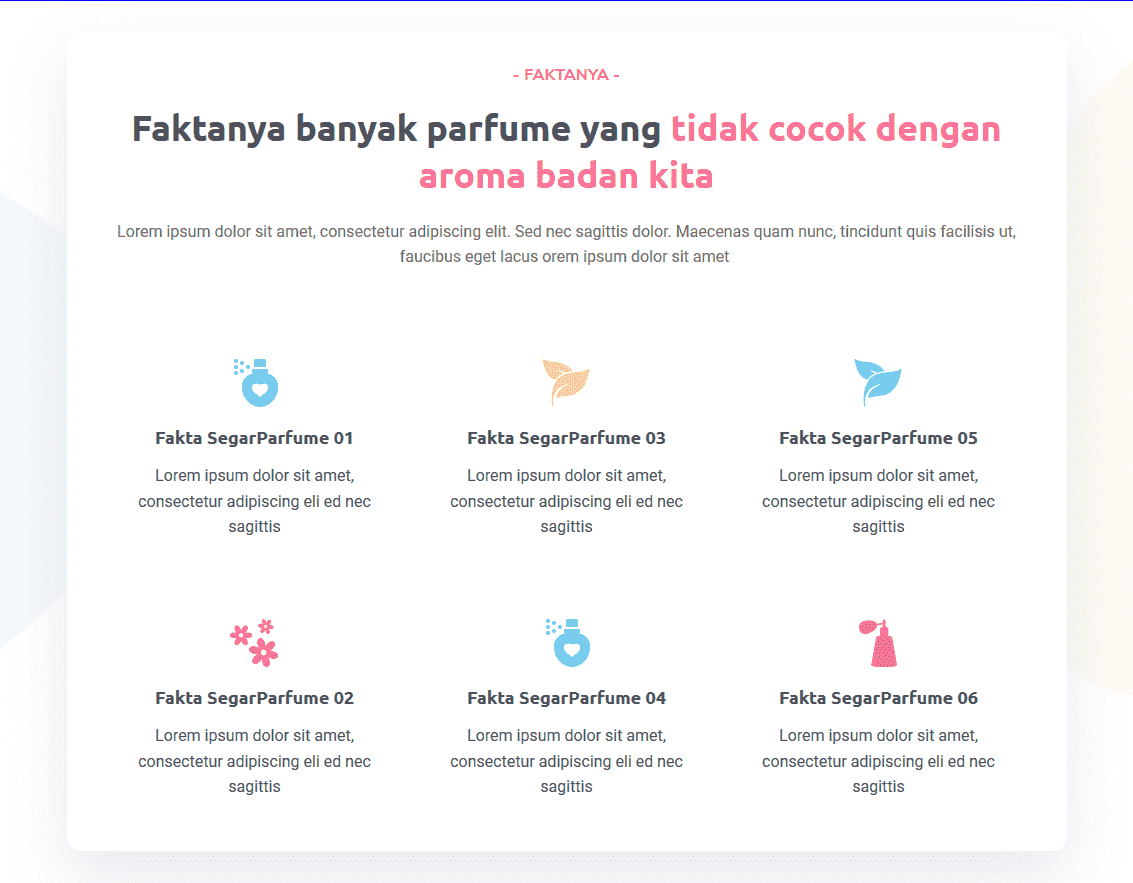 - FAKTANYA -
Faktanya banyak parfume yang tidak cocok dengan
aroma badan kita
Lorem ipsum dolor sit amet, consectetur adipiscing elit. Sed nec sagittis dolor. Maecenas quam nunc, tincidunt quis facilisis ut,
faucibus eget lacus orem ipsum dolor sit amet
Fakta SegarParfume 01
Lorem ipsum dolor sit amet,
consectetur adipiscing eli ed nec
sagittis
Fakta SegarParfume 03
Lorem ipsum dolor sit amet,
consectetur adipiscing eli ed nec
sagittis
Fakta SegarParfume 05
Lorem ipsum dolor sit amet,
consectetur adipiscing eli ed nec
sagittis
Fakta SegarParfume 02
Lorem ipsum dolor sit amet,
consectetur adipiscing eli ed nec
sagittis
Fakta SegarParfume 04
Lorem ipsum dolor sit amet,
consectetur adipiscing eli ed nec
sagittis
Fakta SegarParfume 06
Lorem ipsum dolor sit amet,
consectetur adipiscing eli ed nec
sagittis